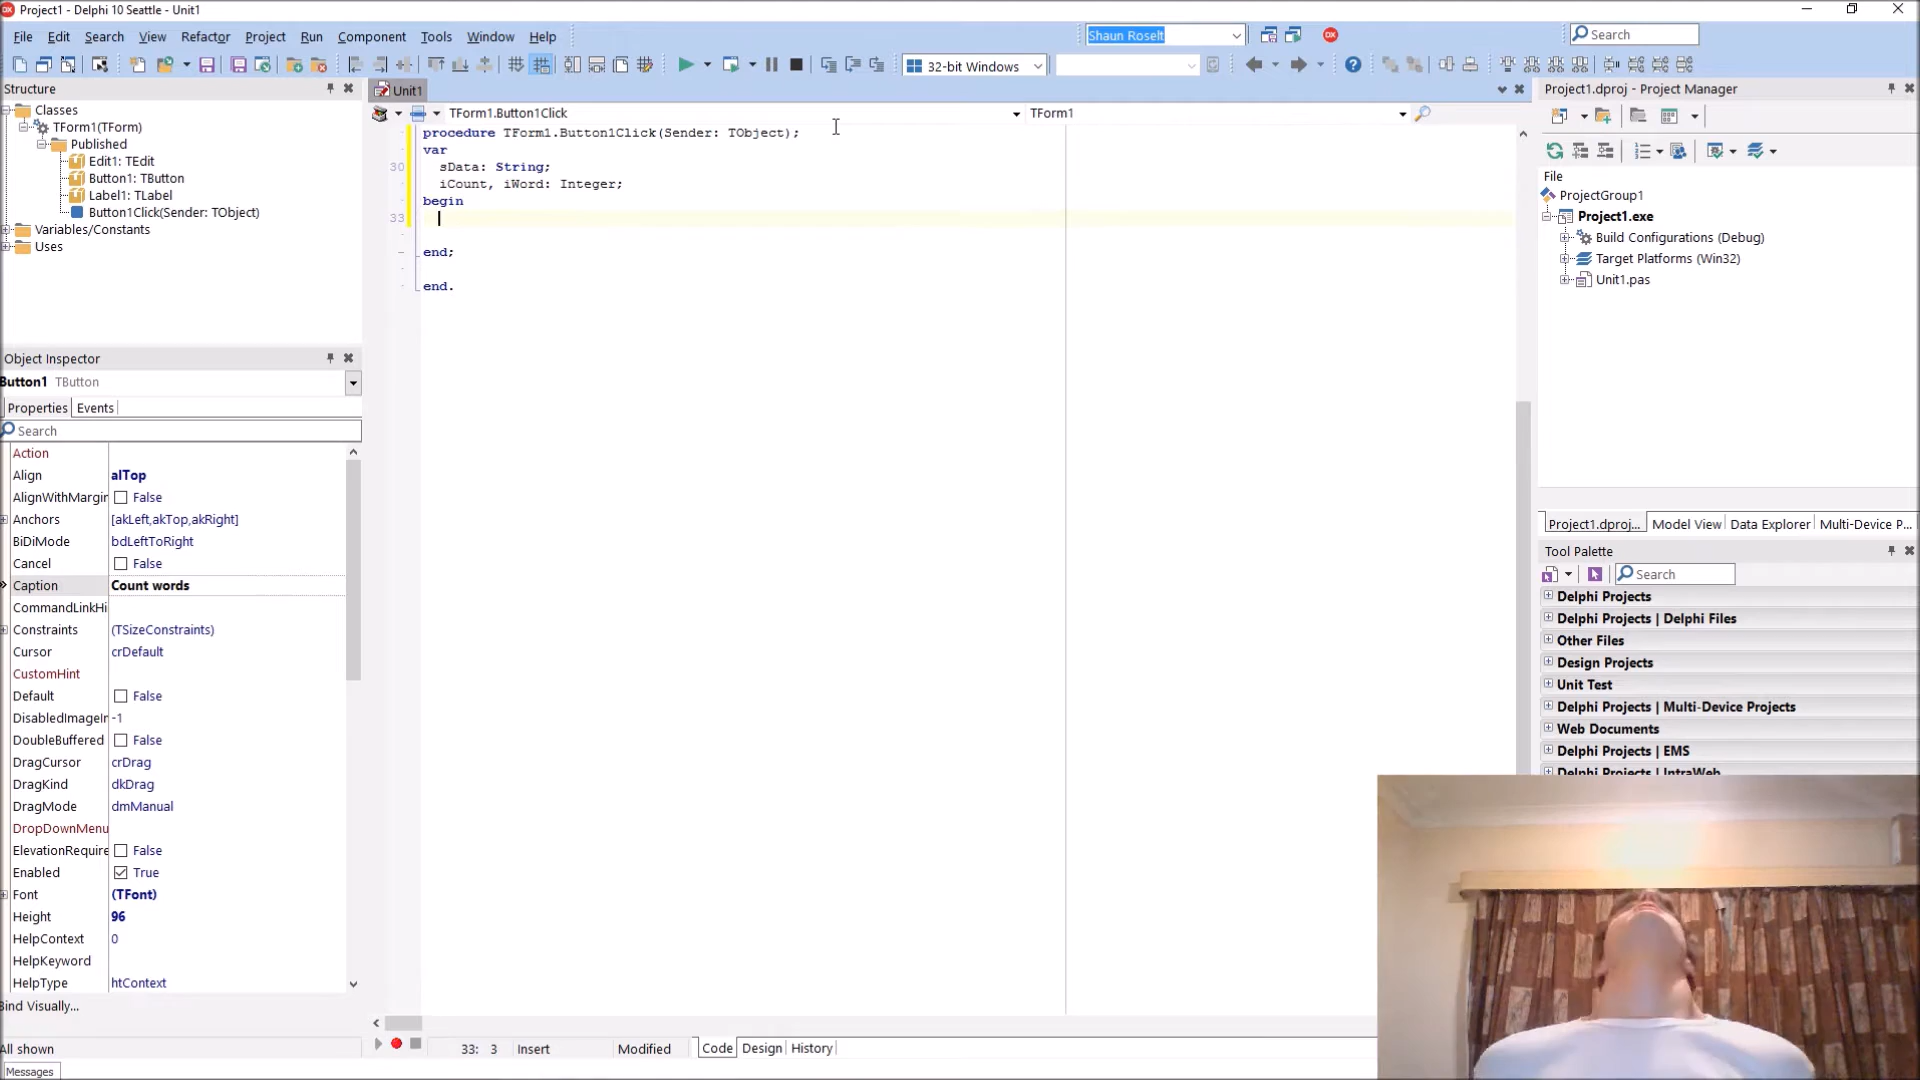 Project1 - Delphi 10 Seattle - Unit1
File Edit Search View Refactor Project Run Component Tools Window Help
Shaun Roselt
Search
32-bit Windows
Structure
Unit1
Project1.dproj - Project Manager
Classes
TForm1(TForm)
Published
Edit1: TEdit
Button1: TButton
Label1: TLabel
Button1Click(Sender: TObject)
Variables/Constants
Uses
TForm1.Button1Click
TForm1
procedure TForm1.Button1Click(Sender: TObject);
var
30 sData: String;
iCount, iWord: Integer;
begin
33
end;
end.
File
ProjectGroup1
Project1.exe
Build Configurations (Debug)
Target Platforms (Win32)
Unit1.pas
Object Inspector
Button1 TButton
Properties Events
Search
Action
Align alTop
AlignWithMargin False
Anchors [akLeft,akTop,akRight]
BiDiMode bdLeftToRight
Cancel False
Caption Count words
CommandLinkHi
Constraints (TSizeConstraints)
Cursor crDefault
CustomHint
Default False
DisabledImageIn -1
DoubleBuffered False
DragCursor crDrag
DragKind dkDrag
DragMode dmManual
DropDownMenu
ElevationRequire False
Enabled True
Font (TFont)
Height 96
HelpContext 0
HelpKeyword
HelpType htContext
Bind Visually...
All shown
Messages
33: 3 Insert Modified Code Design History
Project1.dproj... Model View Data Explorer Multi-Device P...
Tool Palette
Search
Delphi Projects
Delphi Projects | Delphi Files
Other Files
Design Projects
Unit Test
Delphi Projects | Multi-Device Projects
Web Documents
Delphi Projects | EMS
Delphi Projects | IntraWeb